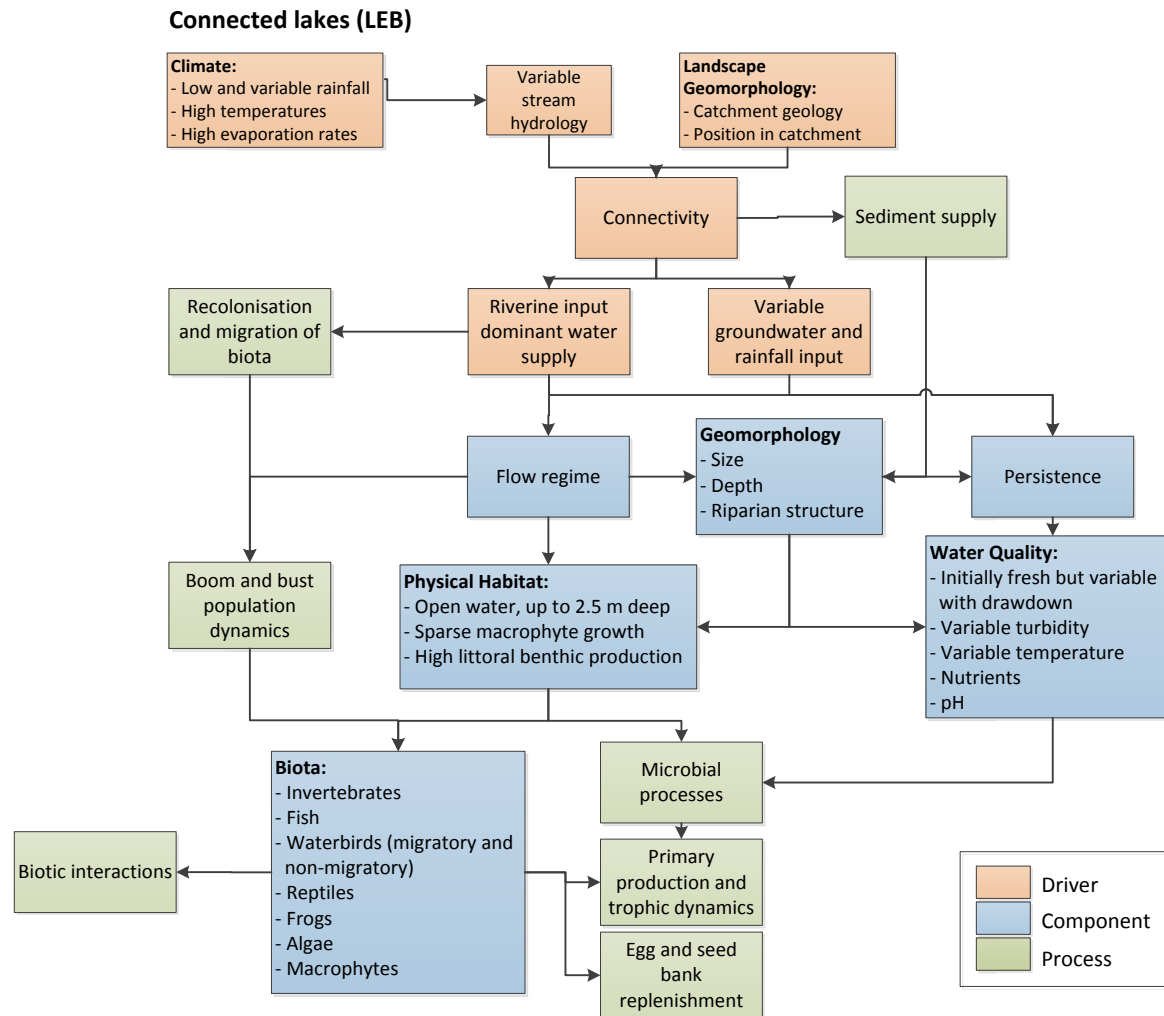 Connected lakes (LEB)
Climate:
- Low and variable rainfall
- High temperatures
- High evaporation rates
Variable
stream
hydrology
Landscape
Geomorphology:
- Catchment geology
- Position in catchment
Connectivity
Sediment supply
Recolonisation
and migration of
biota
Riverine input
dominant water
supply
Variable
groundwater and
rainfall input
Flow regime
Geomorphology
- Size
- Depth
- Riparian structure
Persistence
Boom and bust
population
dynamics
Physical Habitat:
- Open water, up to 2.5 m deep
- Sparse macrophyte growth
- High littoral benthic production
Water Quality:
- Initially fresh but variable
with drawdown
- Variable turbidity
- Variable temperature
- Nutrients
- pH
Biota:
- Invertebrates
- Fish
- Waterbirds (migratory and
non-migratory)
- Reptiles
- Frogs
- Algae
- Macrophytes
Microbial
processes
Biotic interactions
Primary
production and
trophic dynamics
Egg and seed
bank
replenishment
Driver
Component
Process